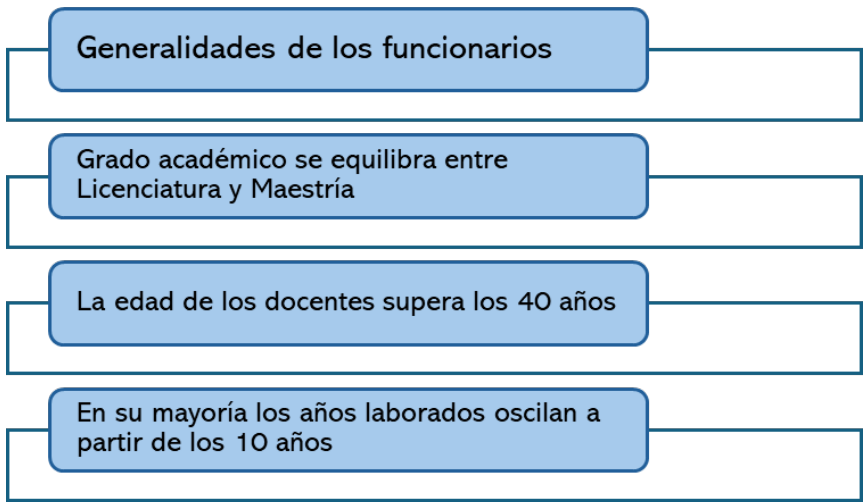 Generalidades de los funcionarios
Grado académico se equilibra entre
Licenciatura y Maestría
La edad de los docentes supera los 40 años
En su mayoría los años laborados oscilan a
partir de los 10 años